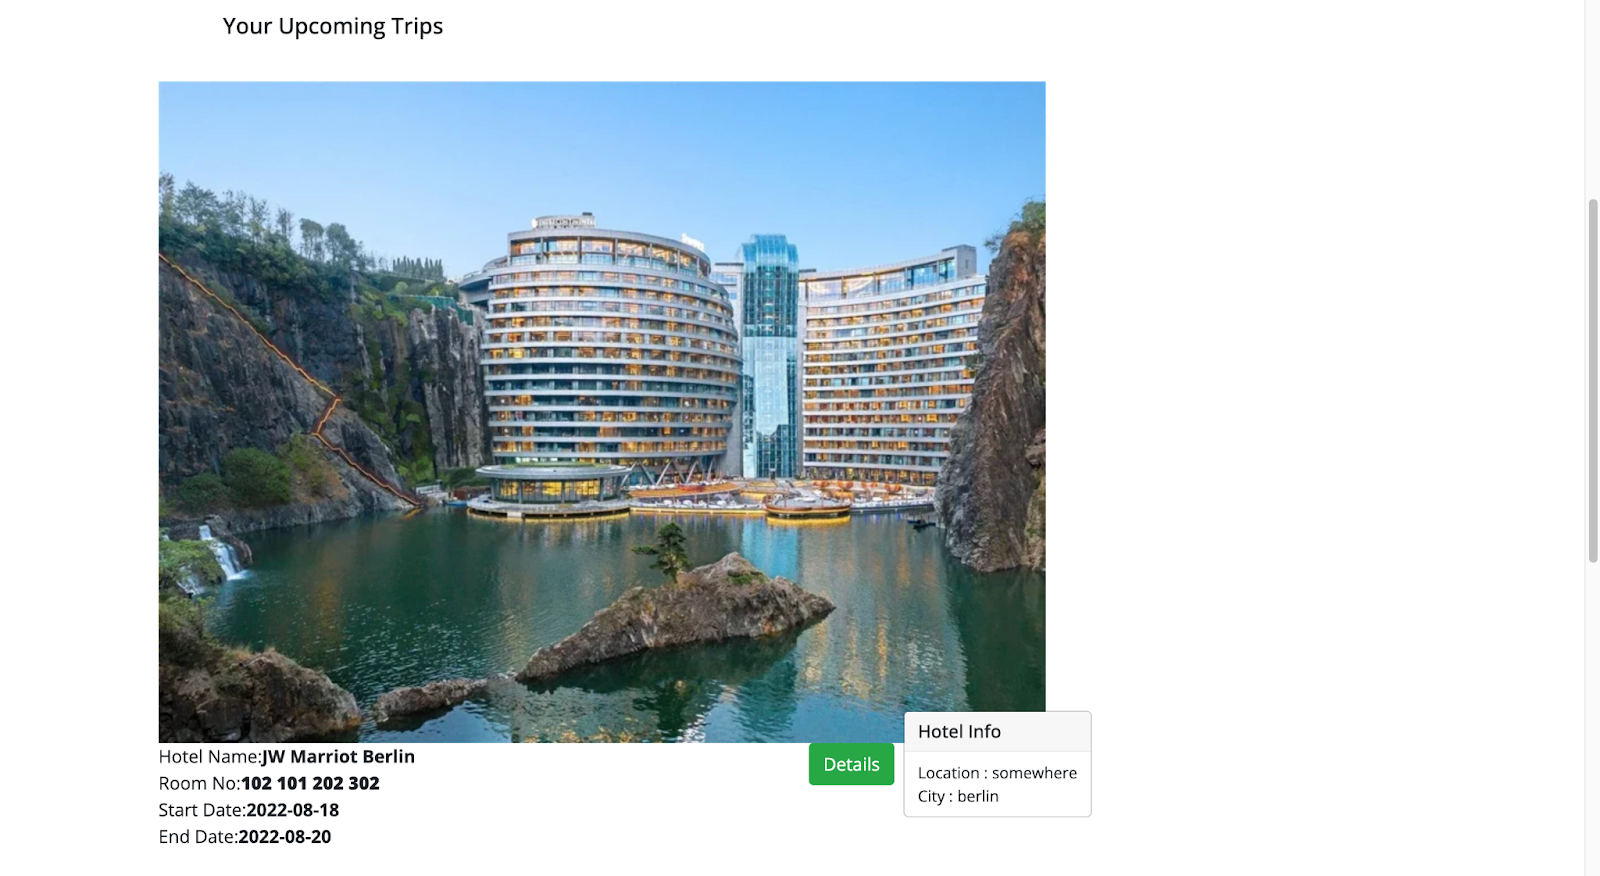 Your Upcoming Trips
Hotel Name:JW Marriot Berlin
Room No:102 101 202 302
Start Date:2022-08-18
End Date:2022-08-20
Details
Hotel Info
Location : somewhere
City : berlin